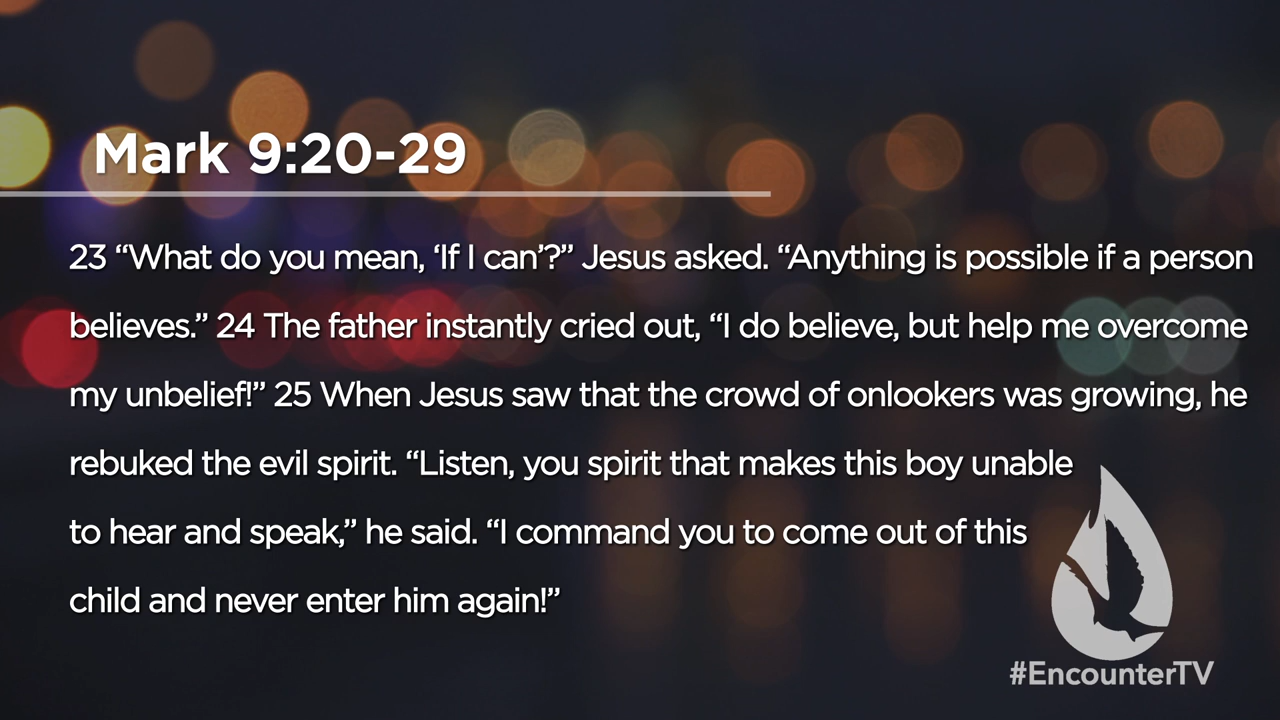 Mark 9:20-29
23 “What do you mean, ‘If I can’?” Jesus asked. “Anything is possible if a person
believes.” 24 The father instantly cried out, “I do believe, but help me overcome
my unbelief!” 25 When Jesus saw that the crowd of onlookers was growing, he
rebuked the evil spirit. “Listen, you spirit that makes this boy unable
to hear and speak,” he said. “I command you to come out of this
child and never enter him again!”
#EncounterTV